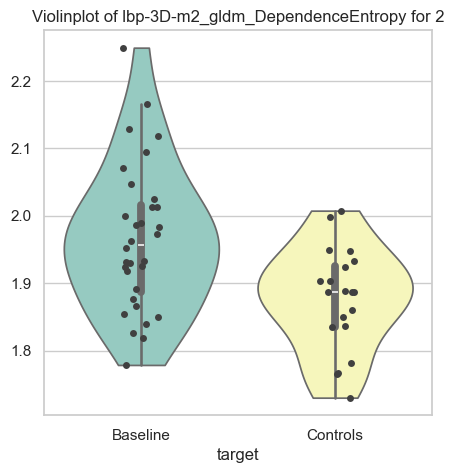 Violinplot of lbp-3D-m2_gldm_DependenceEntropy for 2
2.2
2.1
2.0
1.9
1.8
Baseline Controls
target